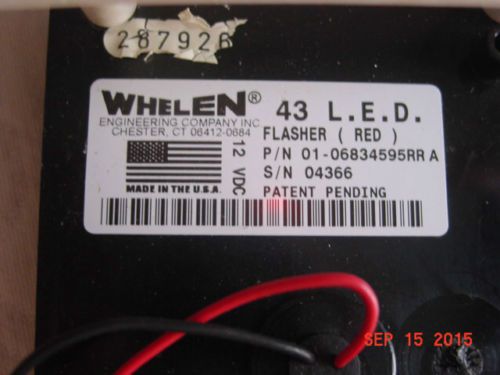 287926
WHELEN®
ENGINEERING COMPANY INC
CHESTER, CT 06412-0684
MADE IN THE U.S.A.
12 VDC
43 L.E.D.
FLASHER ( RED )
P/N 01-06834595RR A
S/N 04366
PATENT PENDING
SEP 15 2015